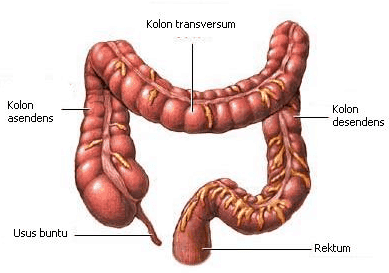 Kolon transversum
Kolon
asendens
Kolon
desendens
Usus buntu
Rektum